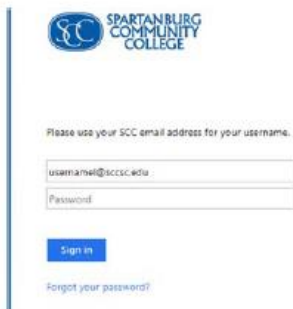 SCC
SPARTANBURG
COMMUNITY
COLLEGE
Please use your SCC email address for your username.
usernamel@sccsc.edu
Password
Sign in
Forgot your password?